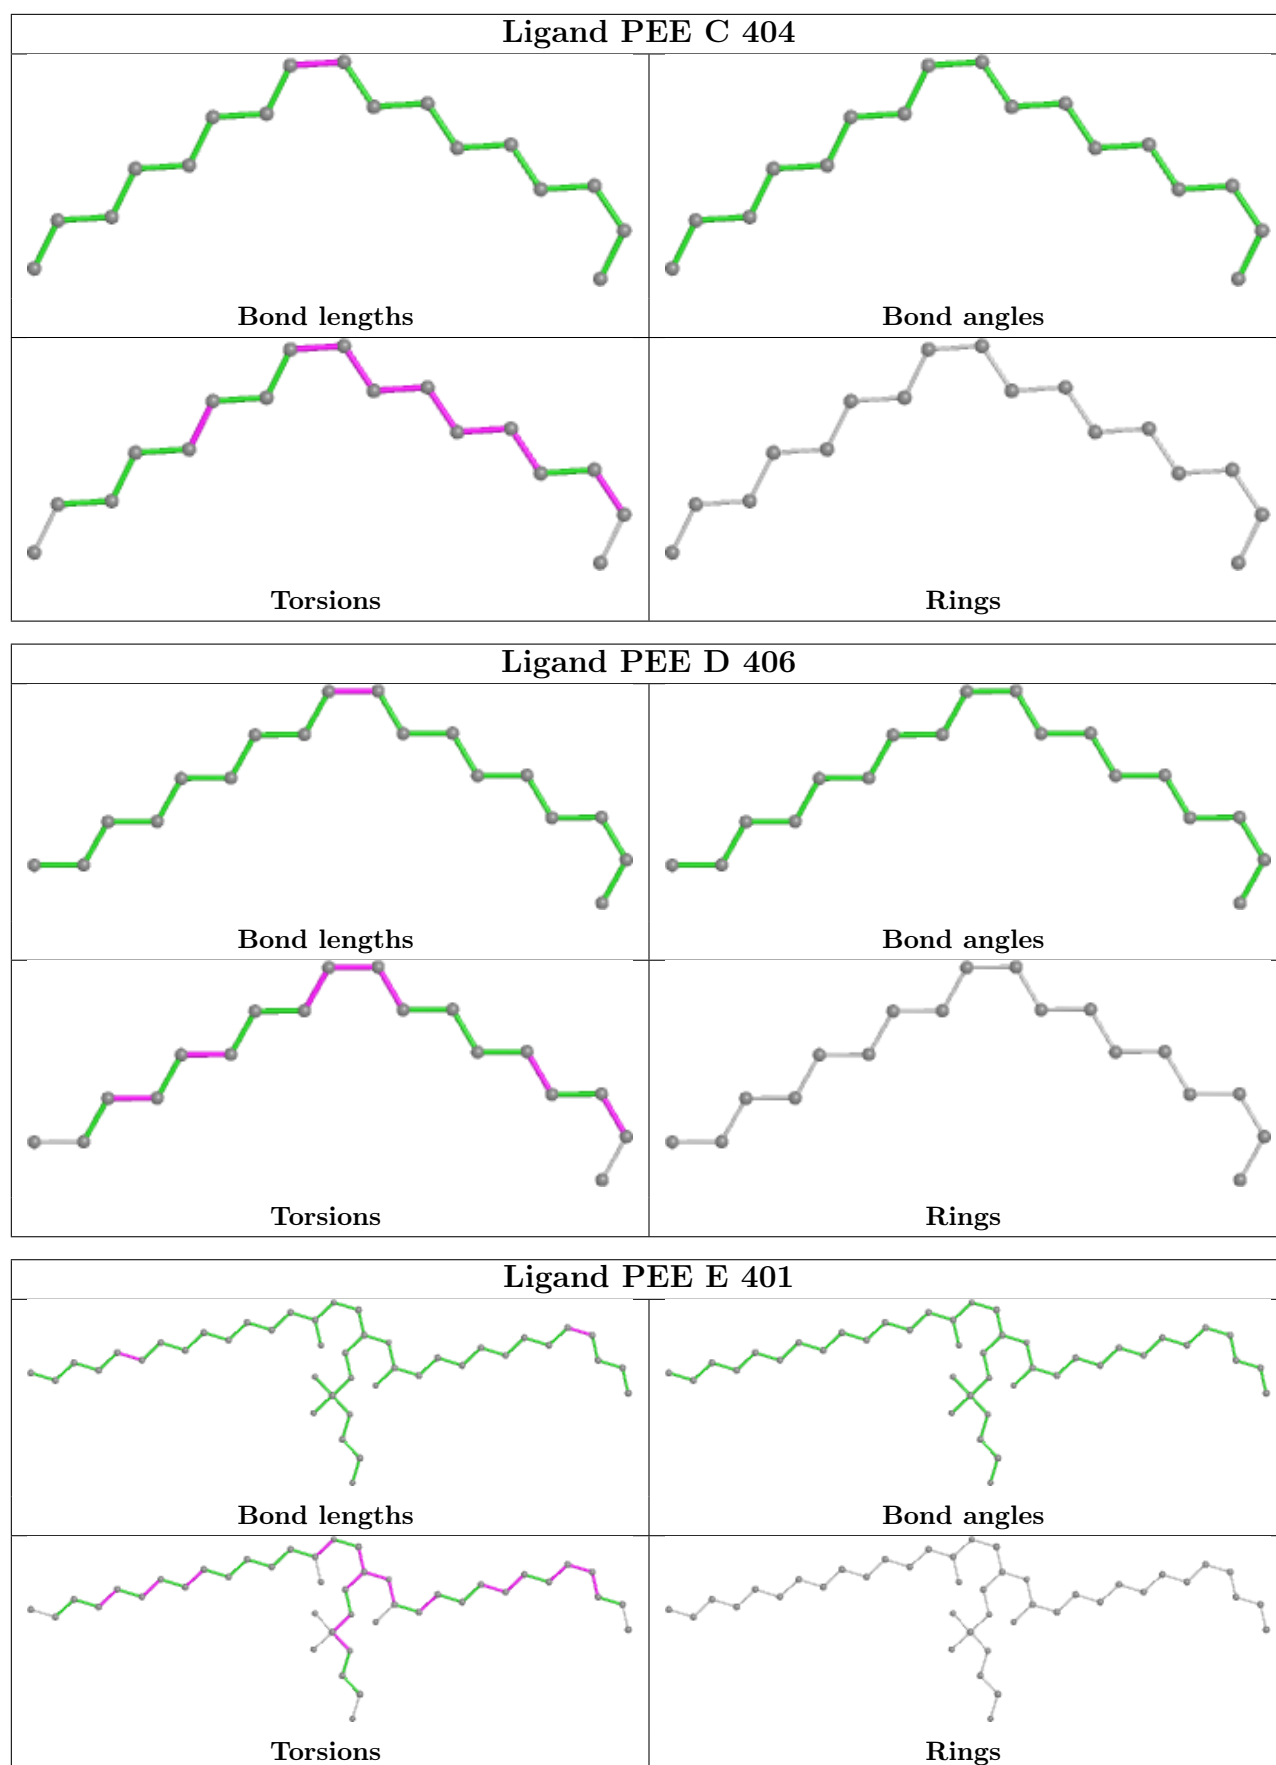 Ligand PEE C 404
Bond lengths
Bond angles
Torsions
Rings
Ligand PEE D 406
Bond lengths
Bond angles
Torsions
Rings
Ligand PEE E 401
Bond lengths
Bond angles
Torsions
Rings